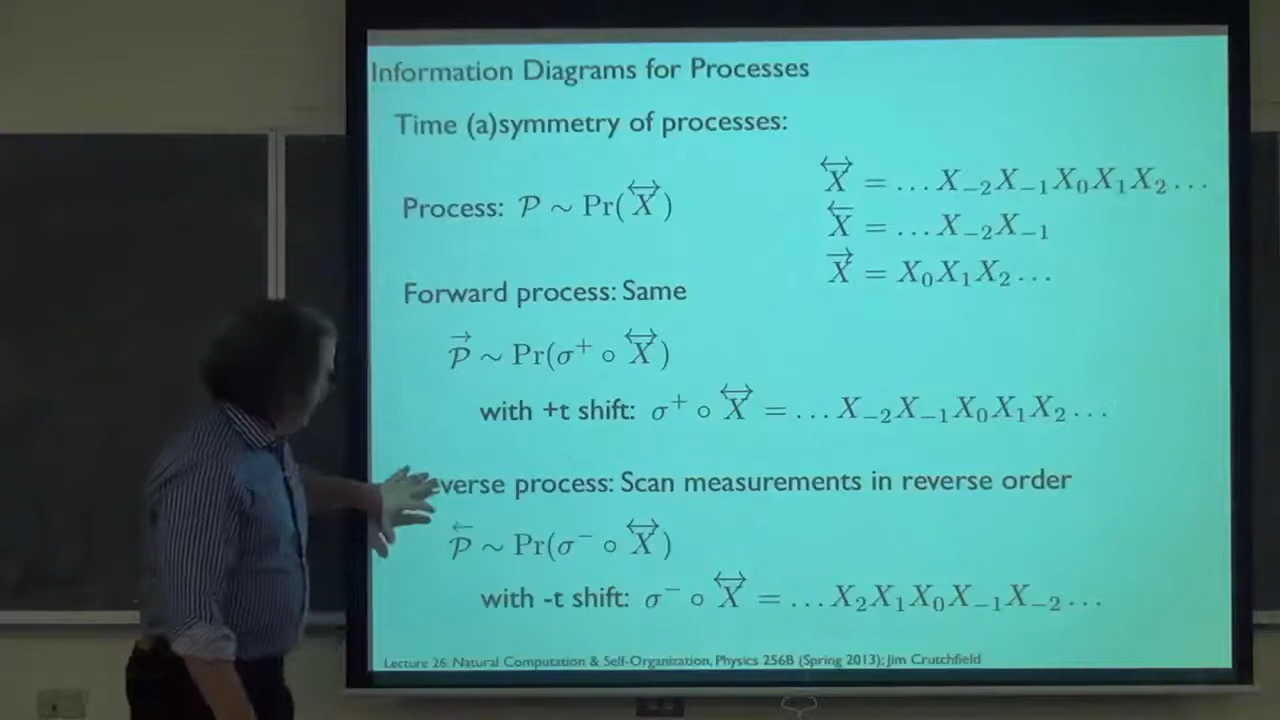 Information Diagrams for Processes
Time (a)symmetry of processes:
Process: 𝒫 ∼ Pr(X⃡)
X⃡ = ... X₋₂X₋₁X₀X₁X₂ ...
X⃖ = ... X₋₂X₋₁
X⃗ = X₀X₁X₂ ...
Forward process: Same
𝒫⃗ ∼ Pr(σ⁺ ∘ X⃡)
with +t shift: σ⁺ ∘ X⃡ = ... X₋₂X₋₁X₀X₁X₂ ...
everse process: Scan measurements in reverse order
𝒫⃖ ∼ Pr(σ⁻ ∘ X⃡)
with -t shift: σ⁻ ∘ X⃡ = ... X₂X₁X₀X₋₁X₋₂ ...
Lecture 26: Natural Computation & Self-Organization, Physics 256B (Spring 2013); Jim Crutchfield